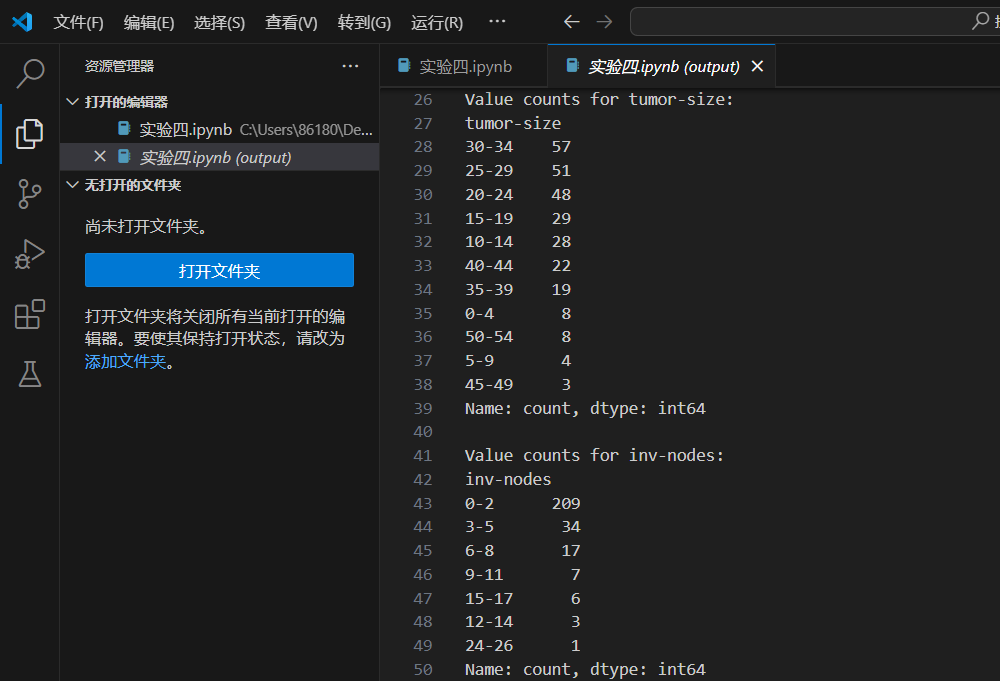 文件(F) 编辑(E) 选择(S) 查看(V) 转到(G) 运行(R) ···
资源管理器 ···
打开的编辑器
实验四.ipynb C:\Users\86180\De...
实验四.ipynb (output)
无打开的文件夹
尚未打开文件夹。
打开文件夹
打开文件夹将关闭所有当前打开的编
辑器。要使其保持打开状态，请改为
添加文件夹。
实验四.ipynb 实验四.ipynb (output)
26 Value counts for tumor-size:
27 tumor-size
28 30-34 57
29 25-29 51
30 20-24 48
31 15-19 29
32 10-14 28
33 40-44 22
34 35-39 19
35 0-4 8
36 50-54 8
37 5-9 4
38 45-49 3
39 Name: count, dtype: int64
40
41 Value counts for inv-nodes:
42 inv-nodes
43 0-2 209
44 3-5 34
45 6-8 17
46 9-11 7
47 15-17 6
48 12-14 3
49 24-26 1
50 Name: count, dtype: int64